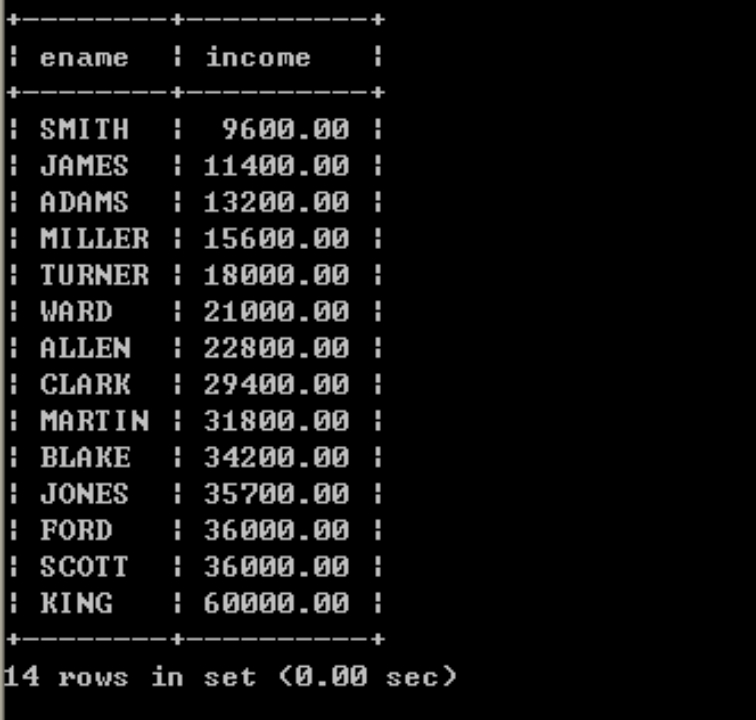 +--------+----------+
| ename  | income   |
+--------+----------+
| SMITH  |  9600.00 |
| JAMES  | 11400.00 |
| ADAMS  | 13200.00 |
| MILLER | 15600.00 |
| TURNER | 18000.00 |
| WARD   | 21000.00 |
| ALLEN  | 22800.00 |
| CLARK  | 29400.00 |
| MARTIN | 31800.00 |
| BLAKE  | 34200.00 |
| JONES  | 35700.00 |
| FORD   | 36000.00 |
| SCOTT  | 36000.00 |
| KING   | 60000.00 |
+--------+----------+
14 rows in set (0.00 sec)